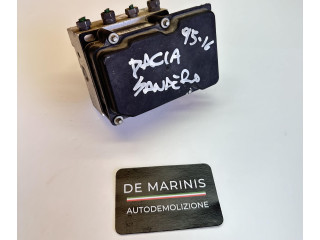 DACIA
SANDERO
95-16
DE MARINIS
AUTODEMOLIZIONE